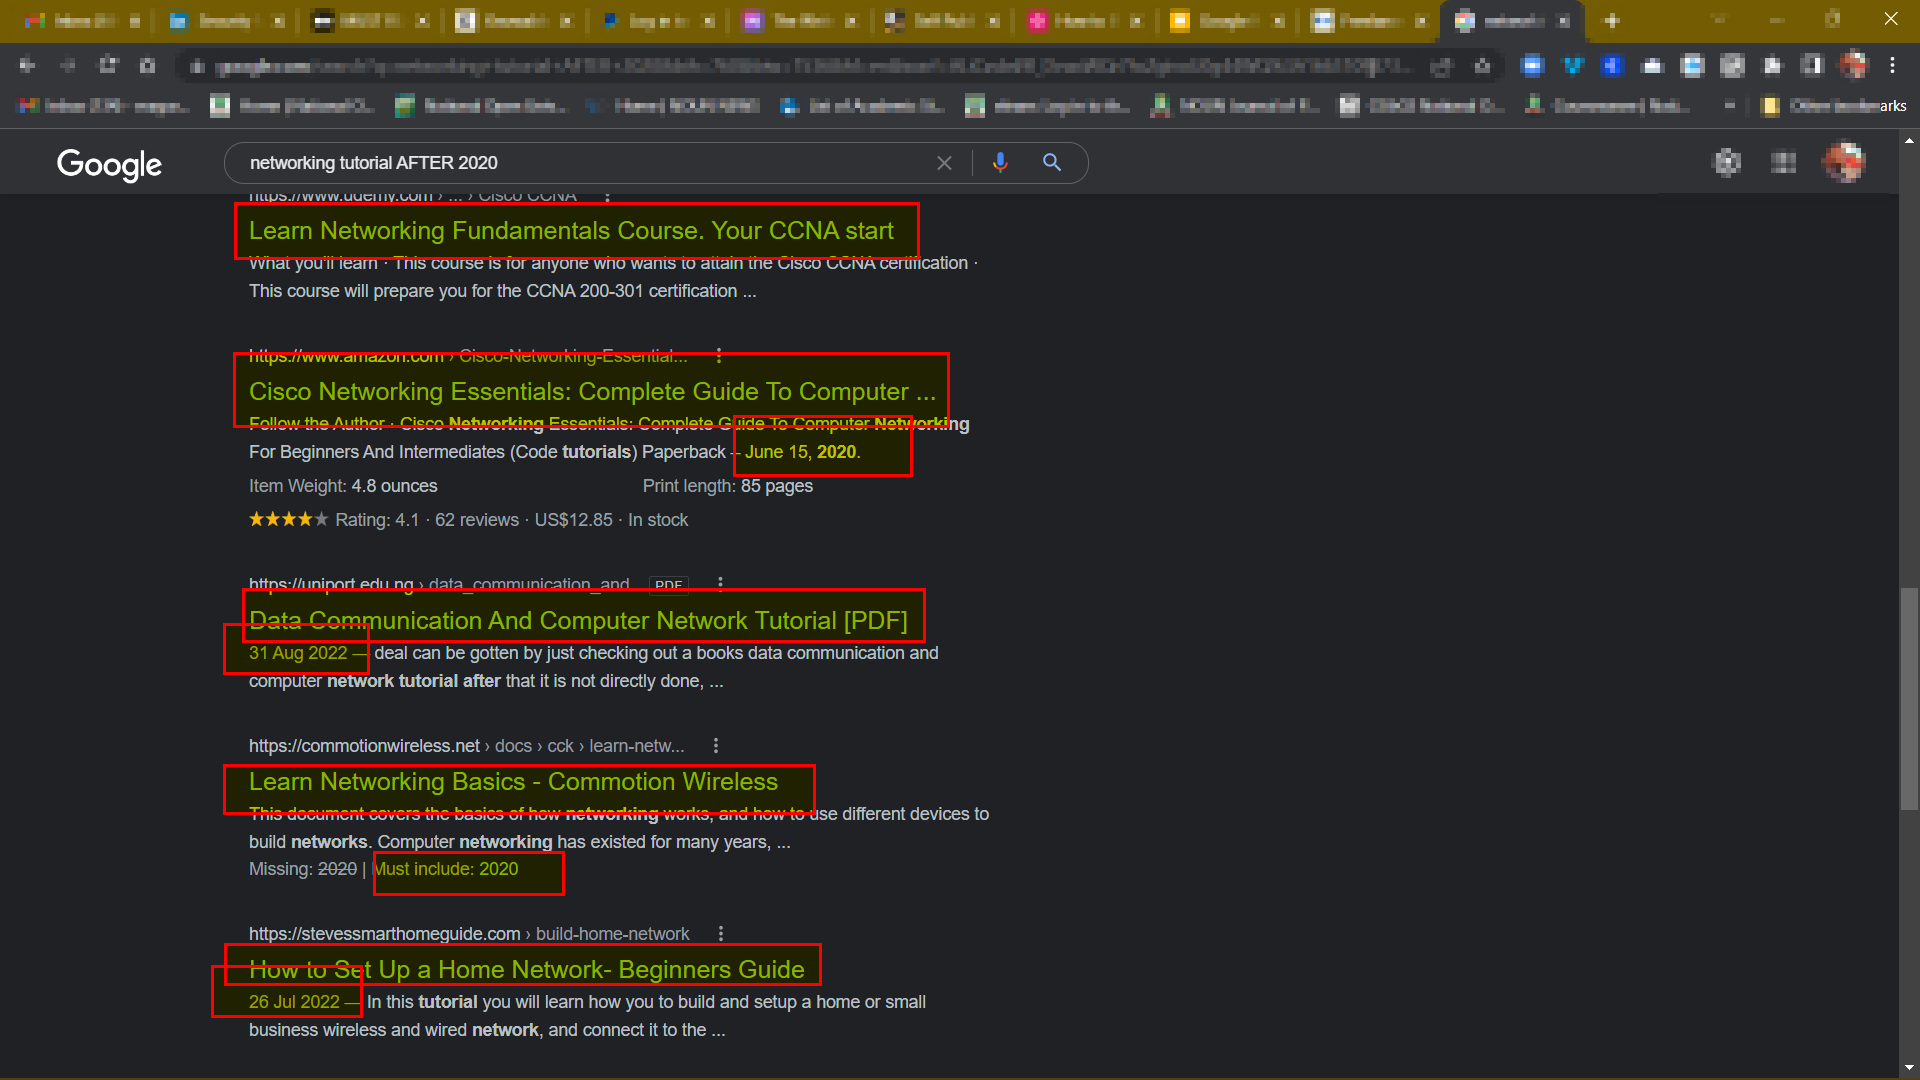 arks
Google
networking tutorial AFTER 2020
https://www.udemy.com › ... › Cisco CCNA
Learn Networking Fundamentals Course. Your CCNA start
What you'll learn · This course is for anyone who wants to attain the Cisco CCNA certification ·
This course will prepare you for the CCNA 200-301 certification ...
https://www.amazon.com › Cisco-Networking-Essential...
Cisco Networking Essentials: Complete Guide To Computer ...
Follow the Author · Cisco Networking Essentials: Complete Guide To Computer Networking
For Beginners And Intermediates (Code tutorials) Paperback – June 15, 2020.
Item Weight: 4.8 ounces Print length: 85 pages
Rating: 4.1 · 62 reviews · US$12.85 · In stock
https://uniport.edu.ng › data_communication_and PDF
Data Communication And Computer Network Tutorial [PDF]
31 Aug 2022 — deal can be gotten by just checking out a books data communication and
computer network tutorial after that it is not directly done, ...
https://commotionwireless.net › docs › cck › learn-netw...
Learn Networking Basics - Commotion Wireless
This document covers the basics of how networking works, and how to use different devices to
build networks. Computer networking has existed for many years, ...
Missing: 2020 | Must include: 2020
https://stevessmarthomeguide.com › build-home-network
How to Set Up a Home Network- Beginners Guide
26 Jul 2022 — In this tutorial you will learn how you to build and setup a home or small
business wireless and wired network, and connect it to the ...